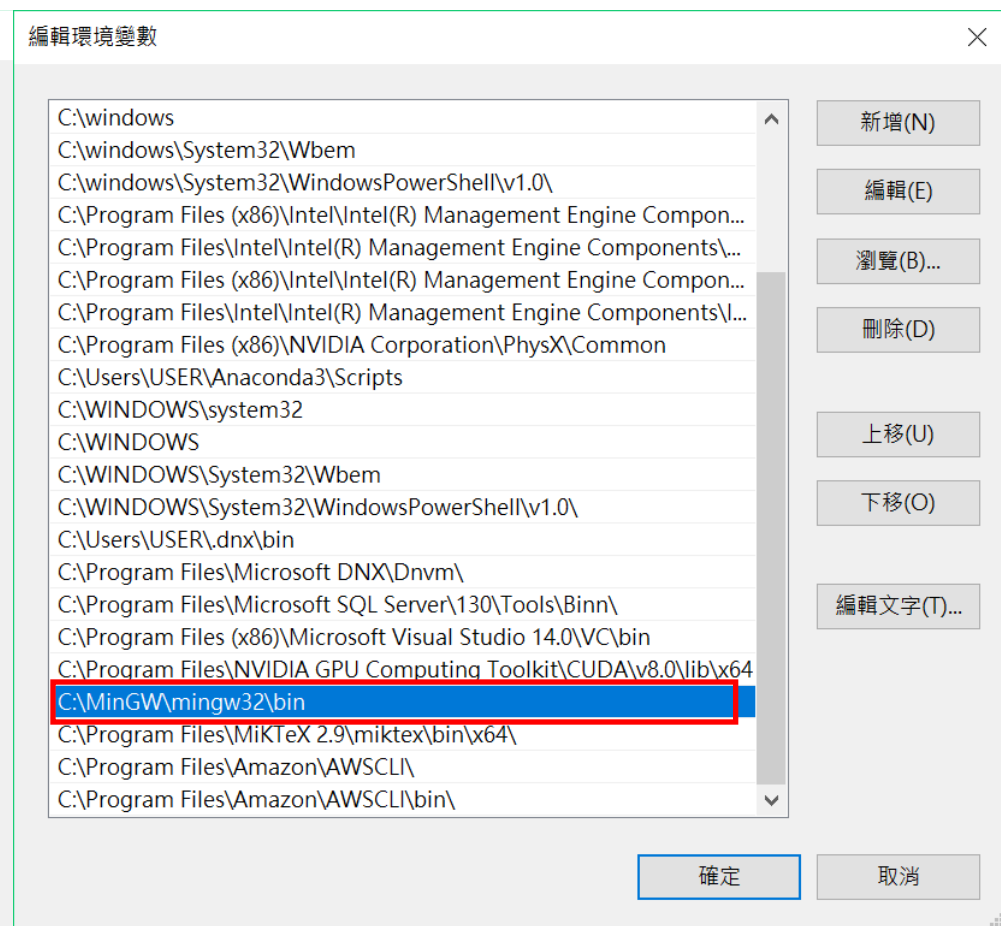 編輯環境變數
C:\windows
C:\windows\System32\Wbem
C:\windows\System32\WindowsPowerShell\v1.0\
C:\Program Files (x86)\Intel\Intel(R) Management Engine Compon...
C:\Program Files\Intel\Intel(R) Management Engine Components\...
C:\Program Files (x86)\Intel\Intel(R) Management Engine Compon...
C:\Program Files\Intel\Intel(R) Management Engine Components\I...
C:\Program Files (x86)\NVIDIA Corporation\PhysX\Common
C:\Users\USER\Anaconda3\Scripts
C:\WINDOWS\system32
C:\WINDOWS
C:\WINDOWS\System32\Wbem
C:\WINDOWS\System32\WindowsPowerShell\v1.0\
C:\Users\USER\.dnx\bin
C:\Program Files\Microsoft DNX\Dnvm\
C:\Program Files\Microsoft SQL Server\130\Tools\Binn\
C:\Program Files (x86)\Microsoft Visual Studio 14.0\VC\bin
C:\Program Files\NVIDIA GPU Computing Toolkit\CUDA\v8.0\lib\x64
C:\MinGW\mingw32\bin
C:\Program Files\MiKTeX 2.9\miktex\bin\x64\
C:\Program Files\Amazon\AWSCLI\
C:\Program Files\Amazon\AWSCLI\bin\
新增(N)
編輯(E)
瀏覽(B)...
刪除(D)
上移(U)
下移(O)
編輯文字(T)...
確定
取消